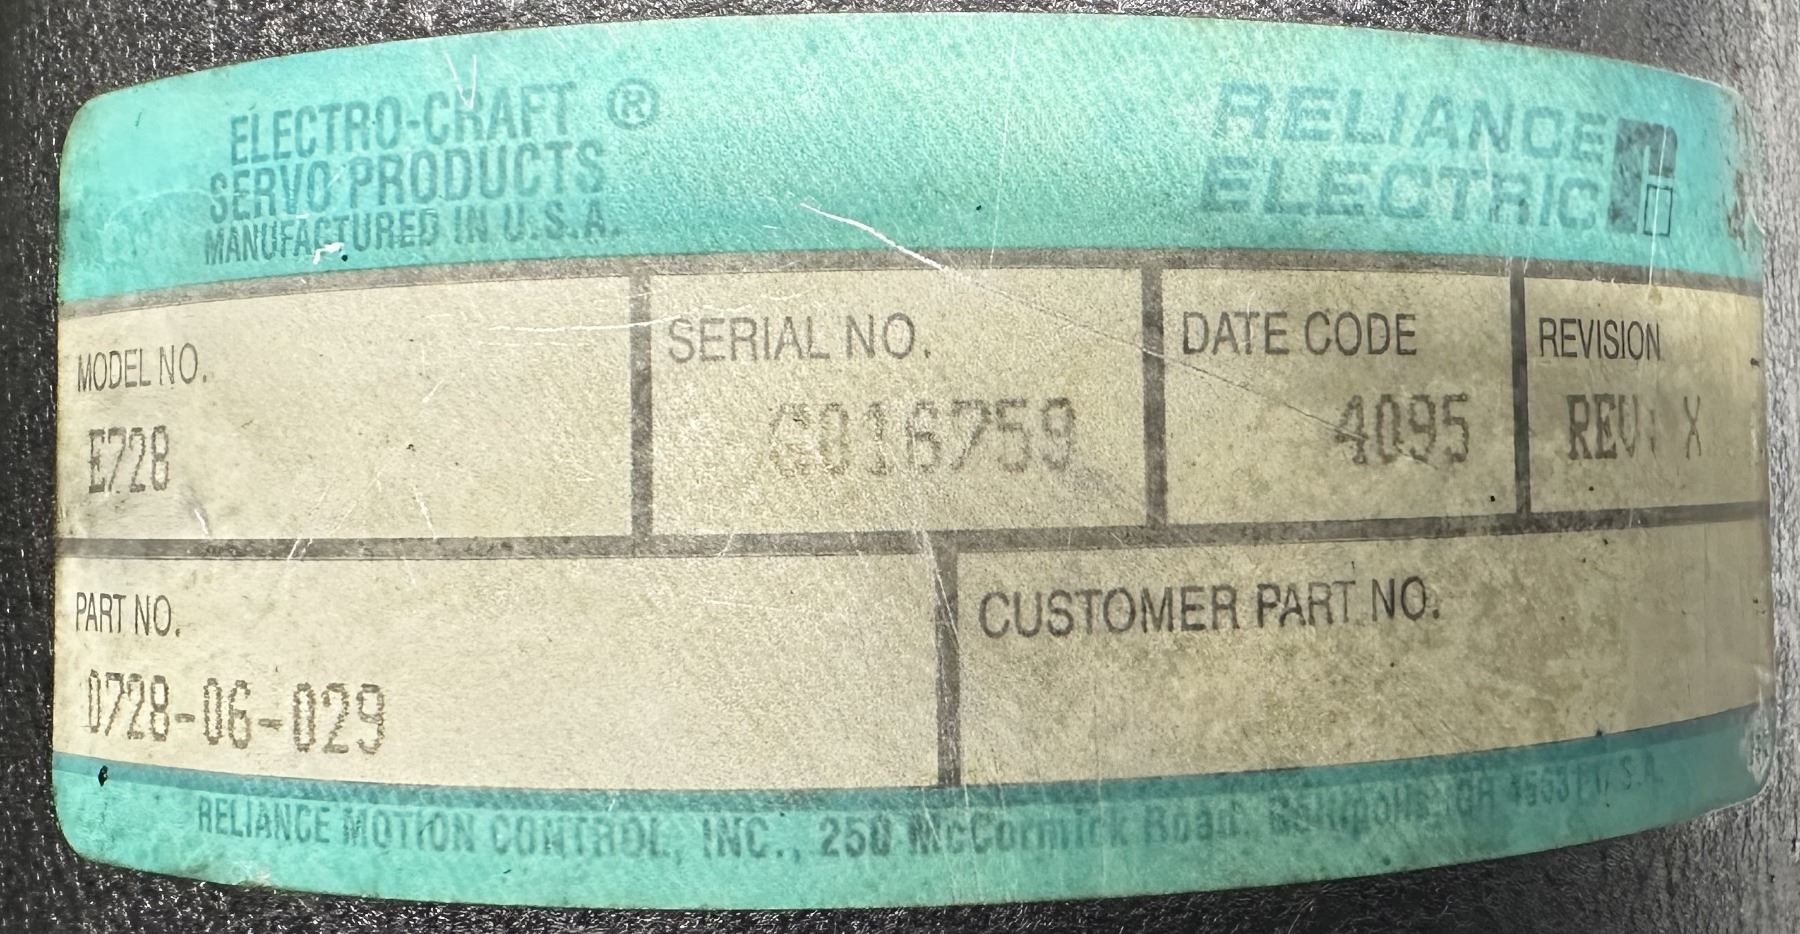 ELECTRO-CRAFT ®
SERVO PRODUCTS
MANUFACTURED IN U.S.A.
RELIANCE
ELECTRIC
MODEL NO.
E728
SERIAL NO.
G016759
DATE CODE
4095
REVISION
REV: X
PART NO.
0728-06-029
CUSTOMER PART NO.
RELIANCE MOTION CONTROL, INC., 250 McCormick Road, U.S.A.